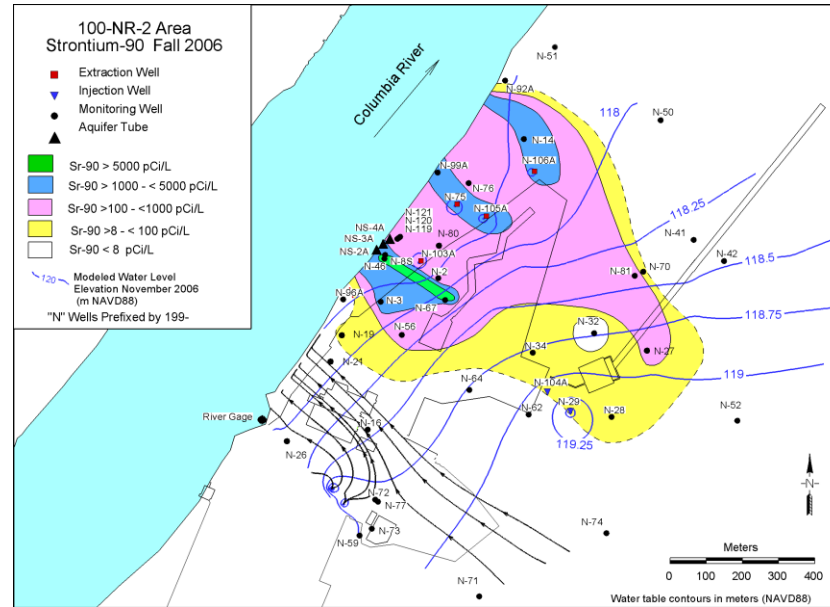 100-NR-2 Area
Strontium-90 Fall 2006
Extraction Well
Injection Well
Monitoring Well
Aquifer Tube
Sr-90 > 5000 pCi/L
Sr-90 > 1000 - < 5000 pCi/L
Sr-90 >100 - <1000 pCi/L
Sr-90 >8 - < 100 pCi/L
Sr-90 < 8 pCi/L
120
Modeled Water Level
Elevation November 2006
(m NAVD88)
"N" Wells Prefixed by 199-
Columbia River
N-51
N-92A
118
N-50
N-14
N-99A
N-106A
N-76
N-75
N-105A
118.25
NS-4A
N-121
NS-3A
N-120
N-119
NS-2A
N-80
N-41
N-42
118.5
N-46
N-8S
N-103A
N-2
N-81
N-70
N-96A
N-3
N-67
118.75
N-19
N-56
N-32
N-34
N-27
N-21
119
N-64
N-104A
N-29
N-62
N-28
N-52
River Gage
N-16
119.25
N-26
N-72
N-77
N-73
N-59
N-74
N-71
-N-
Meters
0 100 200 300 400
Water table contours in meters (NAVD88)